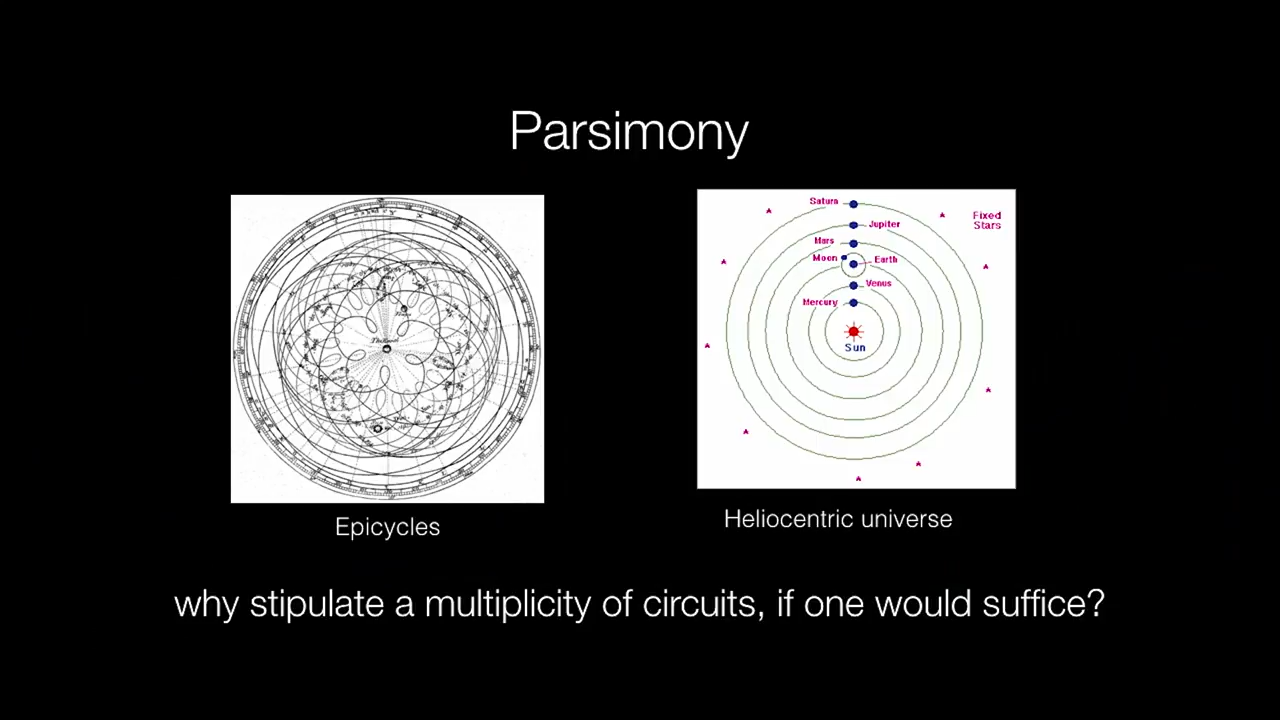 Parsimony
Saturn
Jupiter
Mars
Moon
Earth
Venus
Mercury
Sun
Fixed
Stars
Epicycles
Heliocentric universe
why stipulate a multiplicity of circuits, if one would suffice?